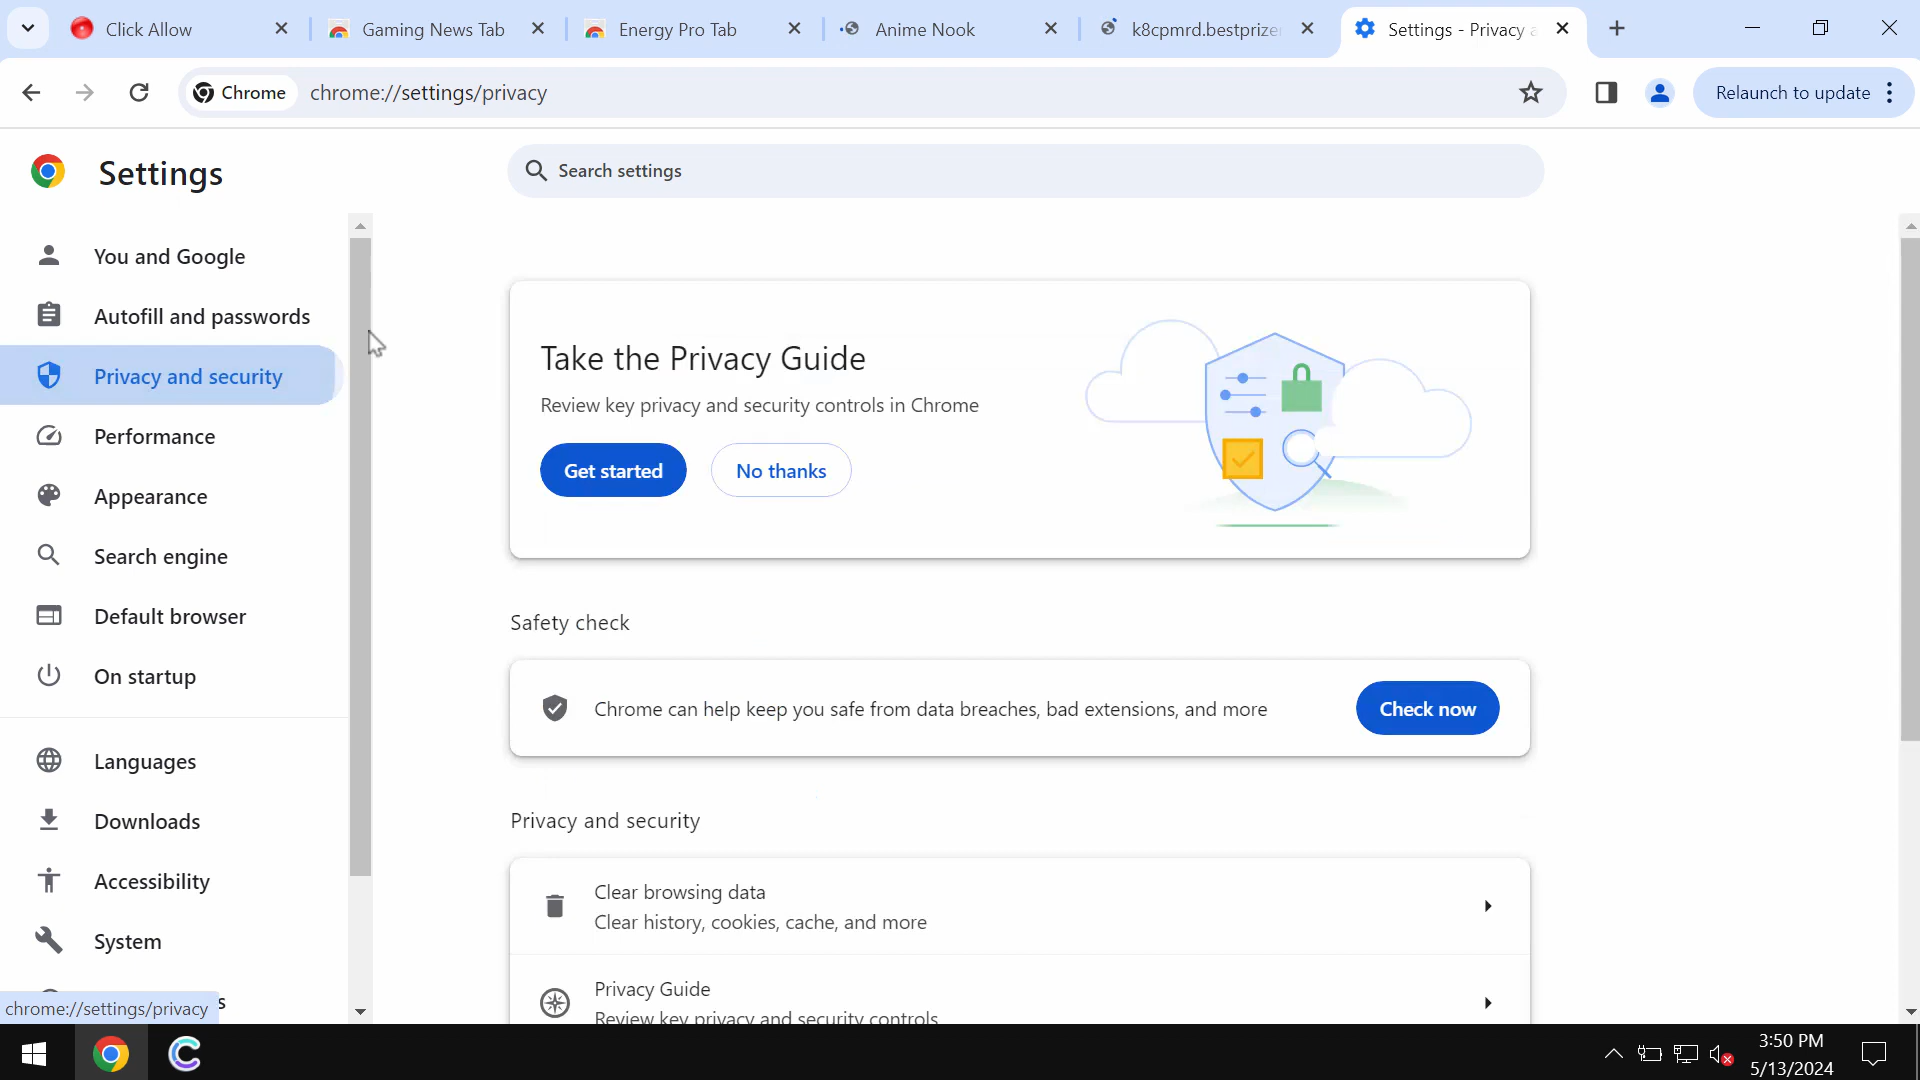 Click Allow
Gaming News Tab
Energy Pro Tab
Anime Nook
k8cpmrd.bestprize
Settings - Privacy a
Chrome
chrome://settings/privacy
Relaunch to update
Settings
Search settings
You and Google
Autofill and passwords
Privacy and security
Performance
Appearance
Search engine
Default browser
On startup
Languages
Downloads
Accessibility
System
chrome://settings/privacy
Take the Privacy Guide
Review key privacy and security controls in Chrome
Get started
No thanks
Safety check
Chrome can help keep you safe from data breaches, bad extensions, and more
Check now
Privacy and security
Clear browsing data
Clear history, cookies, cache, and more
Privacy Guide
Review key privacy and security controls
3:50 PM
5/13/2024